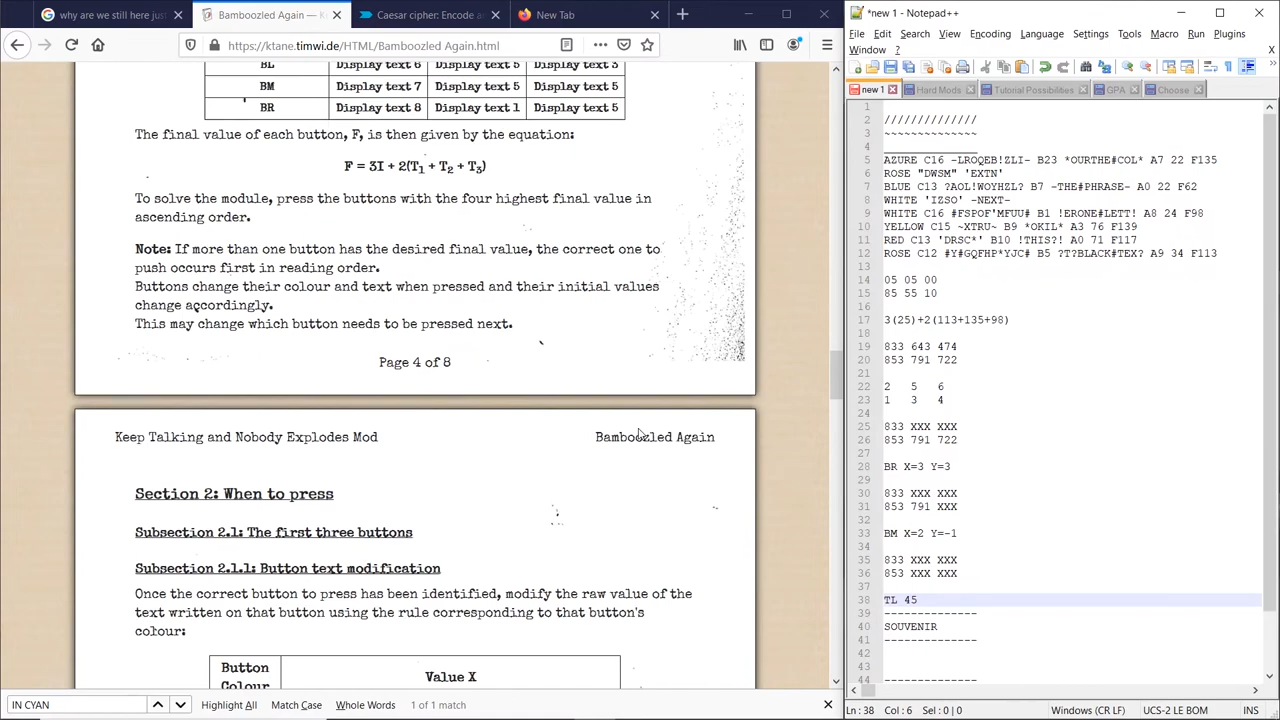 why are we still here jus
Bamboozled Again — K
Caesar cipher: Encode a
New Tab
https://ktane.timwi.de/HTML/Bamboozled Again.html
BL Display text 6 Display text 5 Display text 3
BM Display text 7 Display text 5 Display text 5
BR Display text 8 Display text 1 Display text 5
The final value of each button, F, is then given by the equation:
F = 3I + 2(T1 + T2 + T3)
To solve the module, press the buttons with the four highest final value in
ascending order.
Note: If more than one button has the desired final value, the correct one to
push occurs first in reading order.
Buttons change their colour and text when pressed and their initial values
change accordingly.
This may change which button needs to be pressed next.
Page 4 of 8
Keep Talking and Nobody Explodes Mod
Bamboozled Again
Section 2: When to press
Subsection 2.1: The first three buttons
Subsection 2.1.1: Button text modification
Once the correct button to press has been identified, modify the raw value of the
text written on that button using the rule corresponding to that button's
colour:
Button
Colour
Value X
IN CYAN
Highlight All Match Case Whole Words 1 of 1 match
*new 1 - Notepad++
File Edit Search View Encoding Language Settings Tools Macro Run Plugins
Window ?
new 1 Hard Mods Tutorial Possibilities GPA Choose
1
2 //////////////
3 ~~~~~~~~~~~~~~
4 ______________
5 AZURE C16 -LROQEB!ZLI- B23 *OURTHE#COL* A7 22 F135
6 ROSE "DWSM" 'EXTN'
7 BLUE C13 ?AOL!WOYHZL? B7 -THE#PHRASE- A0 22 F62
8 WHITE 'IZSO' -NEXT-
9 WHITE C16 #FSPOF'MFUU# B1 !ERONE#LETT! A8 24 F98
10 YELLOW C15 ~XTRU~ B9 *OKIL* A3 76 F139
11 RED C13 'DRSC*' B10 !THIS?! A0 71 F117
12 ROSE C12 #Y#GQFHP*YJC# B5 ?T?BLACK#TEX? A9 34 F113
13
14 05 05 00
15 85 55 10
16
17 3(25)+2(113+135+98)
18
19 833 643 474
20 853 791 722
21
22 2 5 6
23 1 3 4
24
25 833 XXX XXX
26 853 791 722
27
28 BR X=3 Y=3
29
30 833 XXX XXX
31 853 791 XXX
32
33 BM X=2 Y=-1
34
35 833 XXX XXX
36 853 XXX XXX
37
38 TL 45
39 --------------
40 SOUVENIR
41 --------------
42
43
44 --------------
Ln : 38 Col : 6 Sel : 0 | 0 Windows (CR LF) UCS-2 LE BOM INS